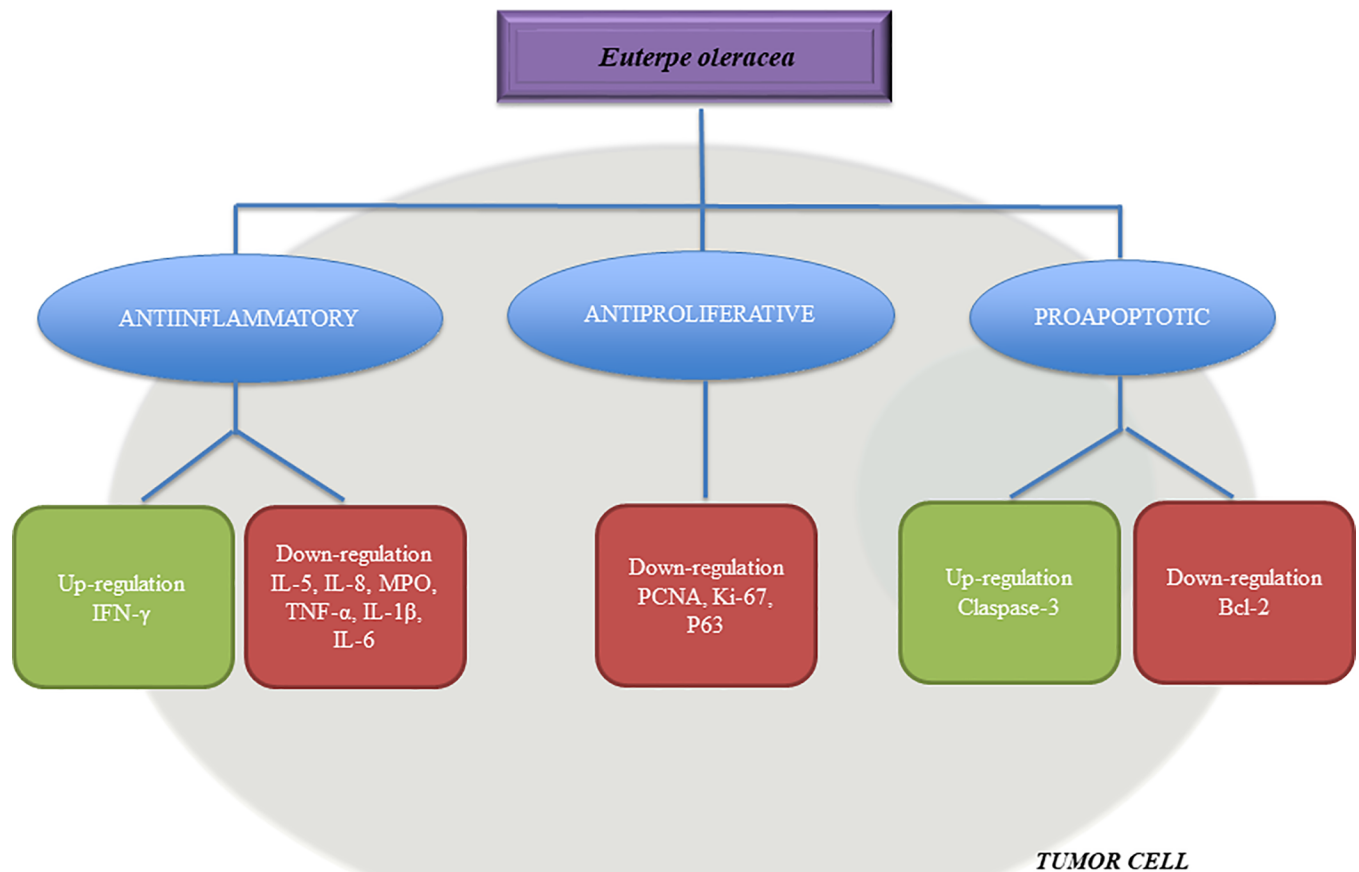 Euterpe oleracea
ANTIINFLAMMATORY
ANTIPROLIFERATIVE
PROAPOPTOTIC
Up-regulation
IFN-γ
Down-regulation
IL-5, IL-8, MPO,
TNF-α, IL-1β,
IL-6
Down-regulation
PCNA, Ki-67,
P63
Up-regulation
Claspase-3
Down-regulation
Bcl-2
TUMOR CELL